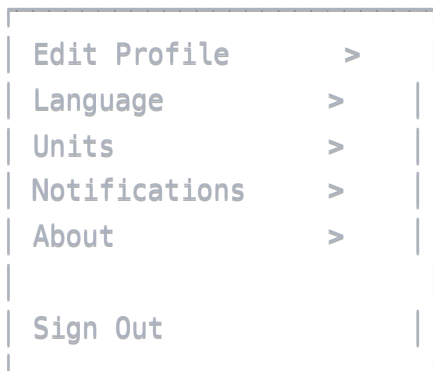 Edit Profile >
Language >
Units >
Notifications >
About >
Sign Out